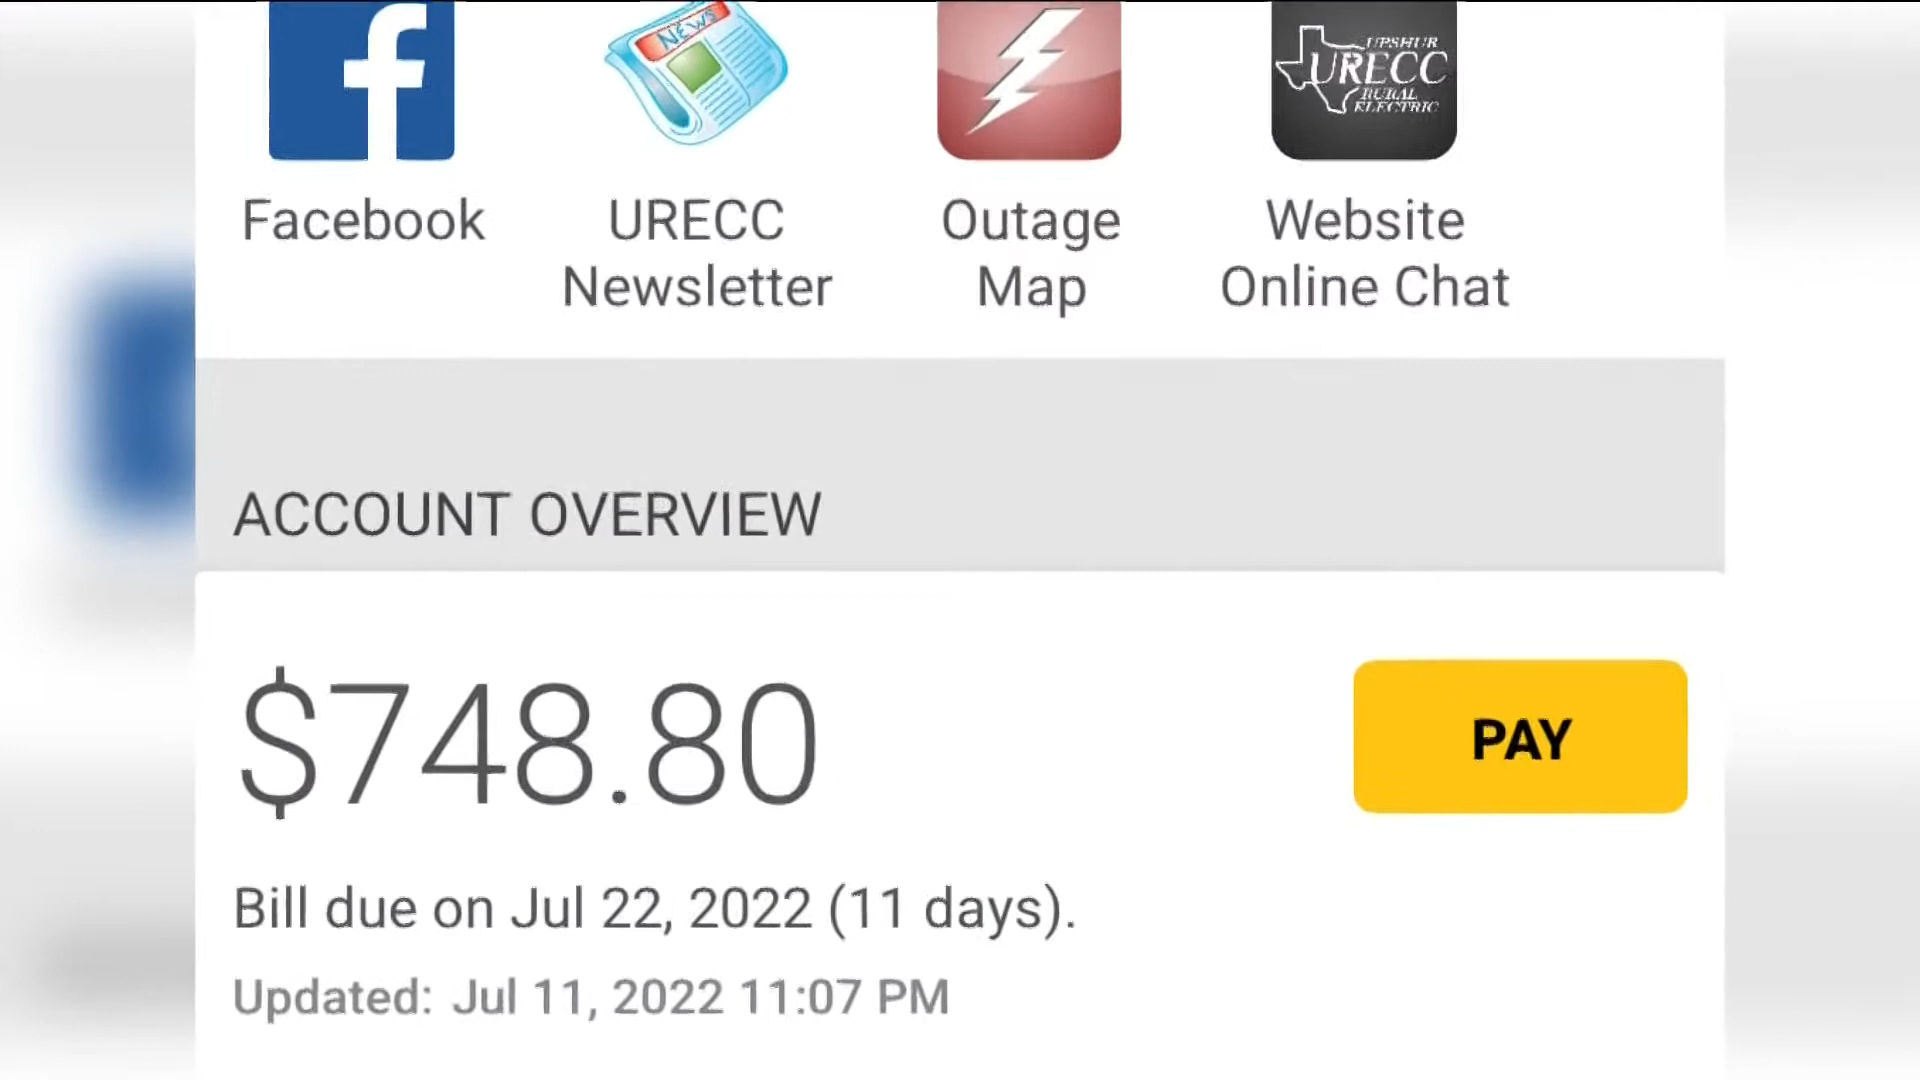 NEWS
UPSHUR
URECC
RURAL
ELECTRIC
Facebook
URECC
Newsletter
Outage
Map
Website
Online Chat
ACCOUNT OVERVIEW
$748.80
PAY
Bill due on Jul 22, 2022 (11 days).
Updated: Jul 11, 2022 11:07 PM